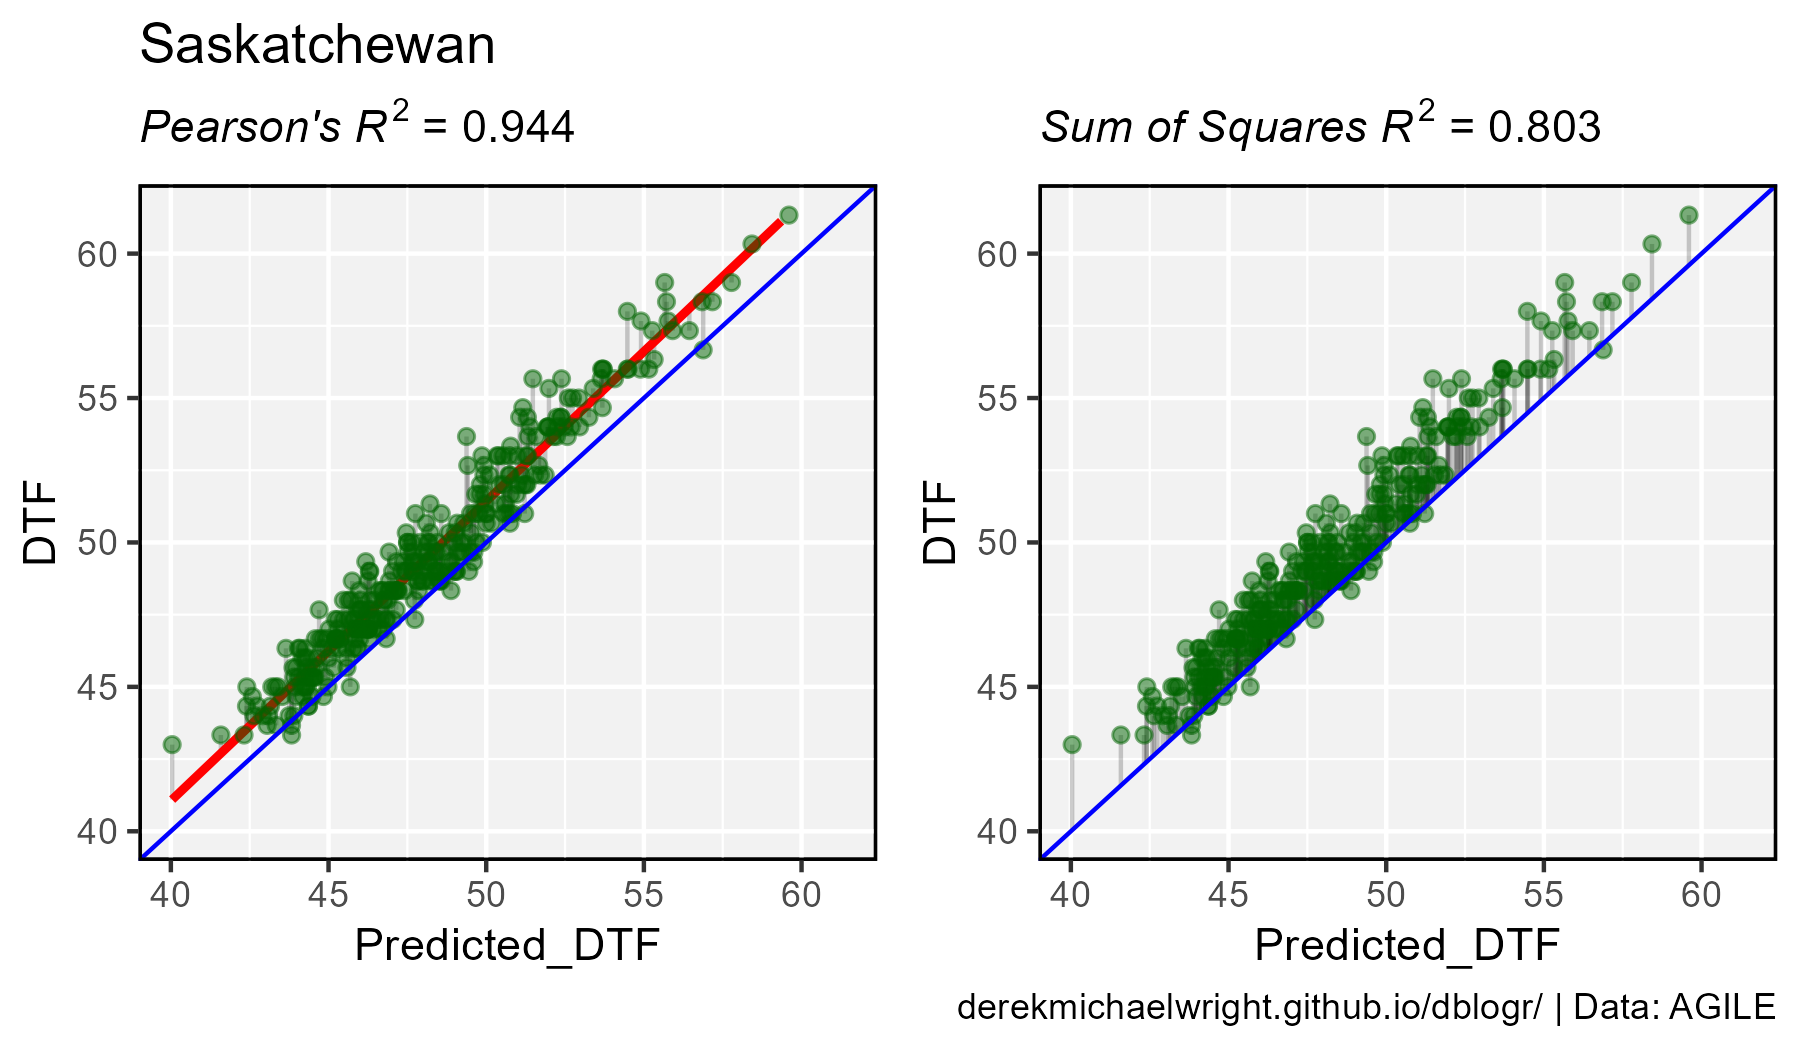 Saskatchewan
Pearson's R² = 0.944
Sum of Squares R² = 0.803
DTF
60
55
50
45
40
40 45 50 55 60
Predicted_DTF
DTF
60
55
50
45
40
40 45 50 55 60
Predicted_DTF
derekmichaelwright.github.io/dblogr/ | Data: AGILE